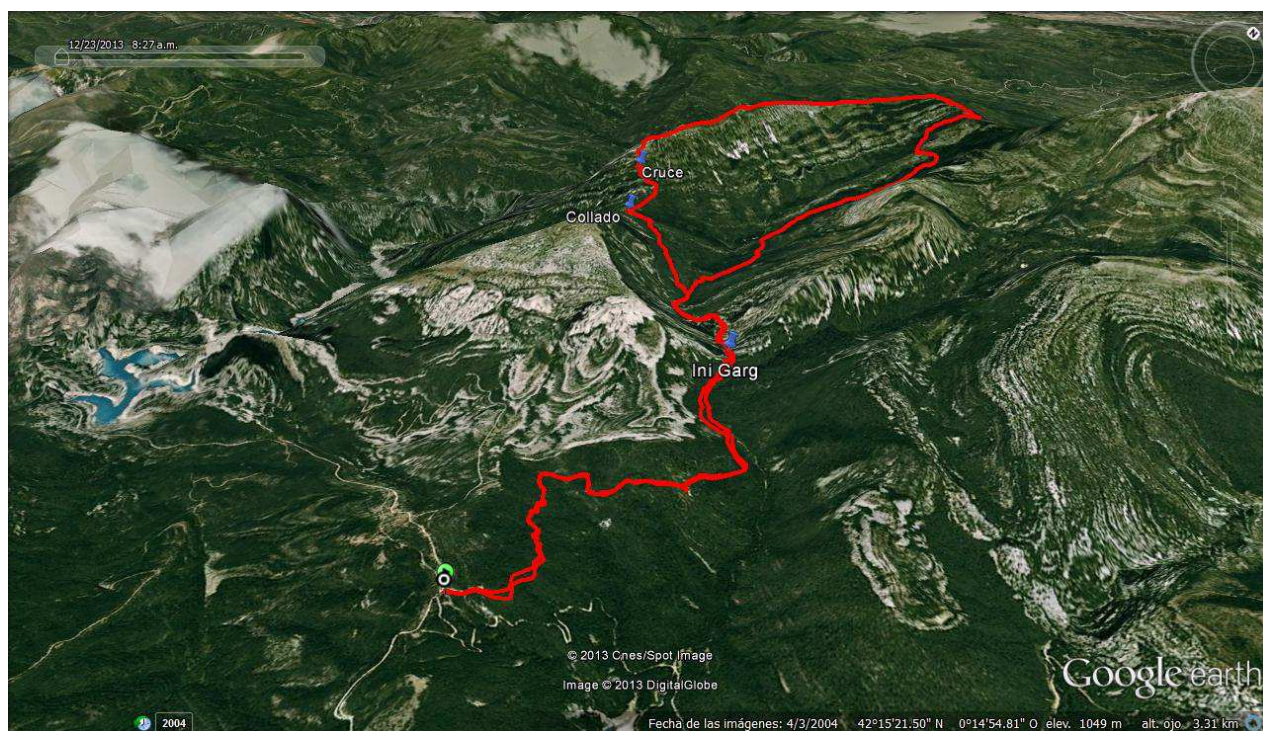 12/23/2013 8:27 a.m.
N
Cruce
Collado
Ini Garg
© 2013 Cnes/Spot Image
Image © 2013 DigitalGlobe
Google earth
2004
Fecha de las imágenes: 4/3/2004 42°15'21.50" N 0°14'54.81" O elev. 1049 m alt. ojo 3.31 km